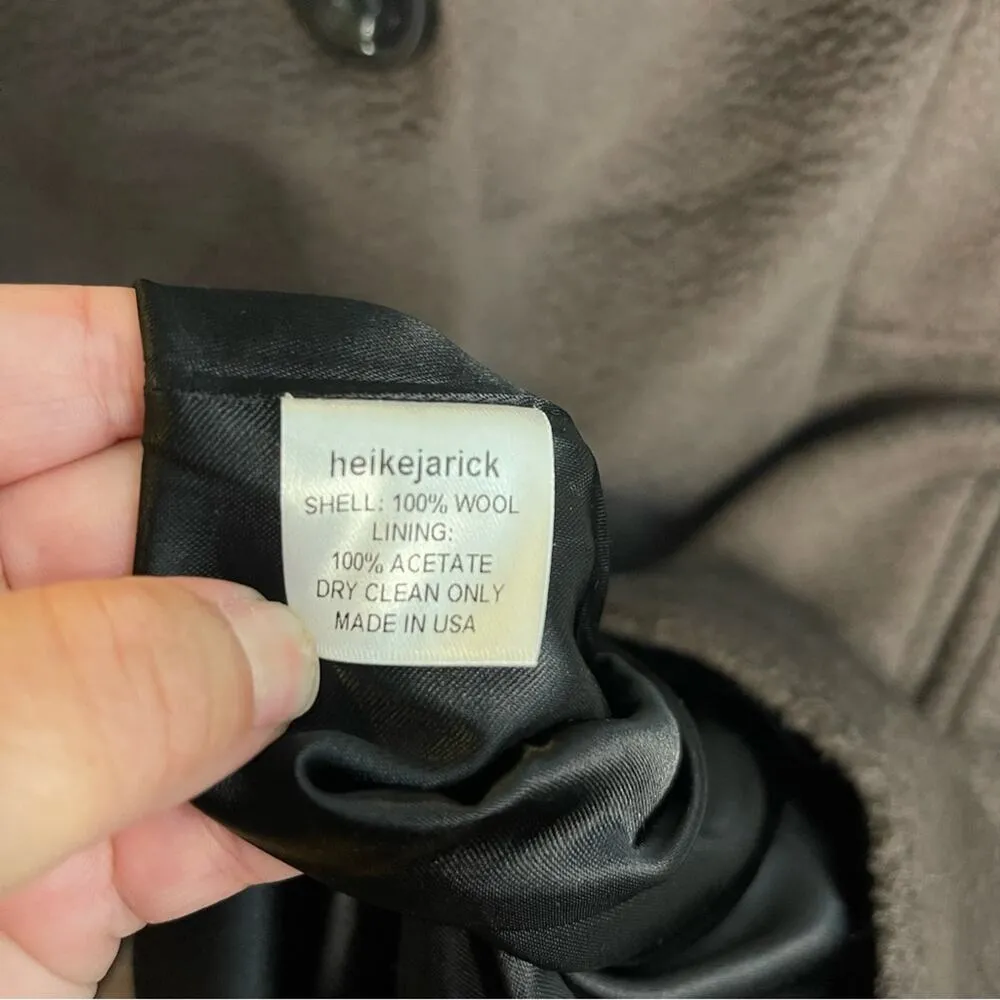 heikejarick
SHELL: 100% WOOL
LINING:
100% ACETATE
DRY CLEAN ONLY
MADE IN USA